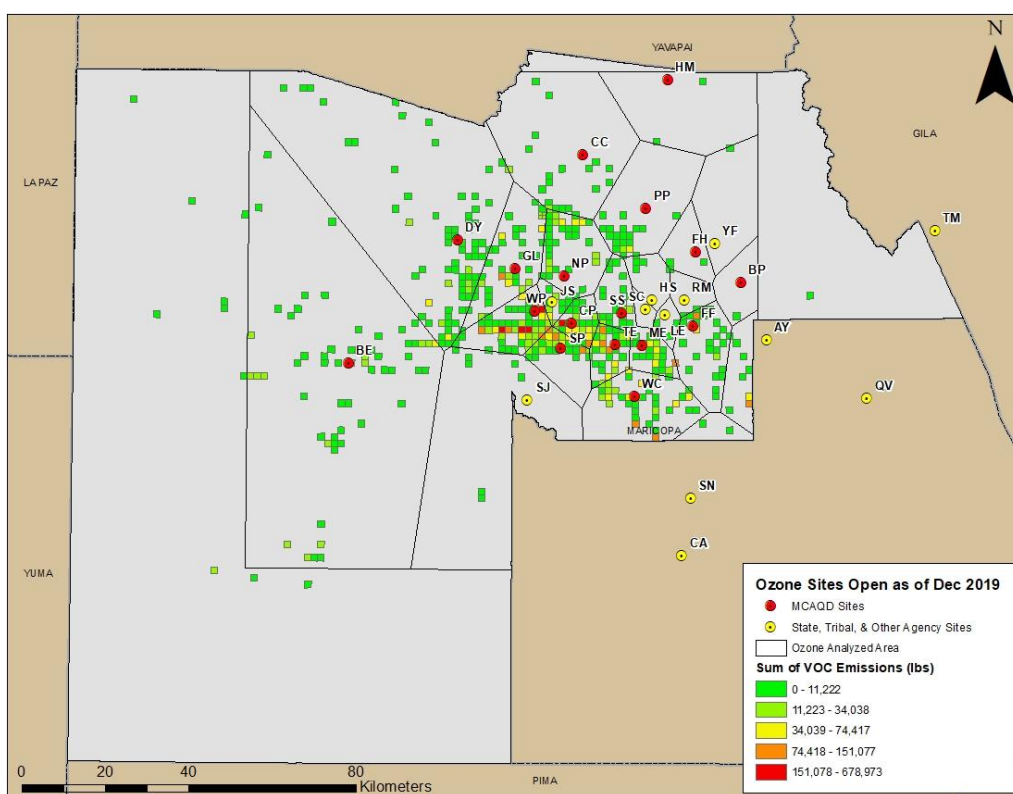 N
YAVAPAI
HM
GILA
CC
LA PAZ
PP
TM
DY
FH
YF
GL
NP
BP
JS
HS
RM
WP
CP
SS
SC
FF
SP
TE
ME
LE
AY
BE
WC
SJ
QV
MARICOPA
SN
CA
YUMA
PIMA
0 20 40 80
Kilometers
Ozone Sites Open as of Dec 2019
MCAQD Sites
State, Tribal, & Other Agency Sites
Ozone Analyzed Area
Sum of VOC Emissions (lbs)
0 - 11,222
11,223 - 34,038
34,039 - 74,417
74,418 - 151,077
151,078 - 678,973